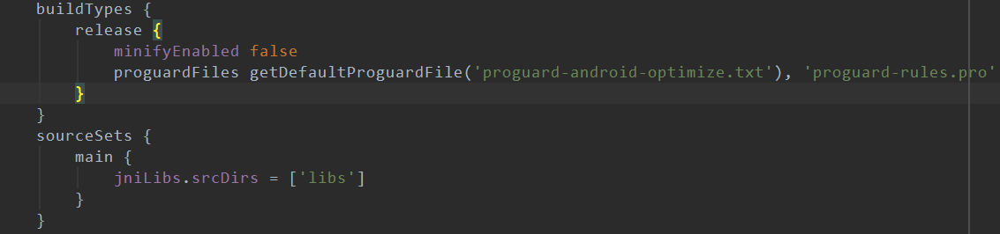 buildTypes {
    release {
        minifyEnabled false
        proguardFiles getDefaultProguardFile('proguard-android-optimize.txt'), 'proguard-rules.pro'
    }
}
sourceSets {
    main {
        jniLibs.srcDirs = ['libs']
    }
}